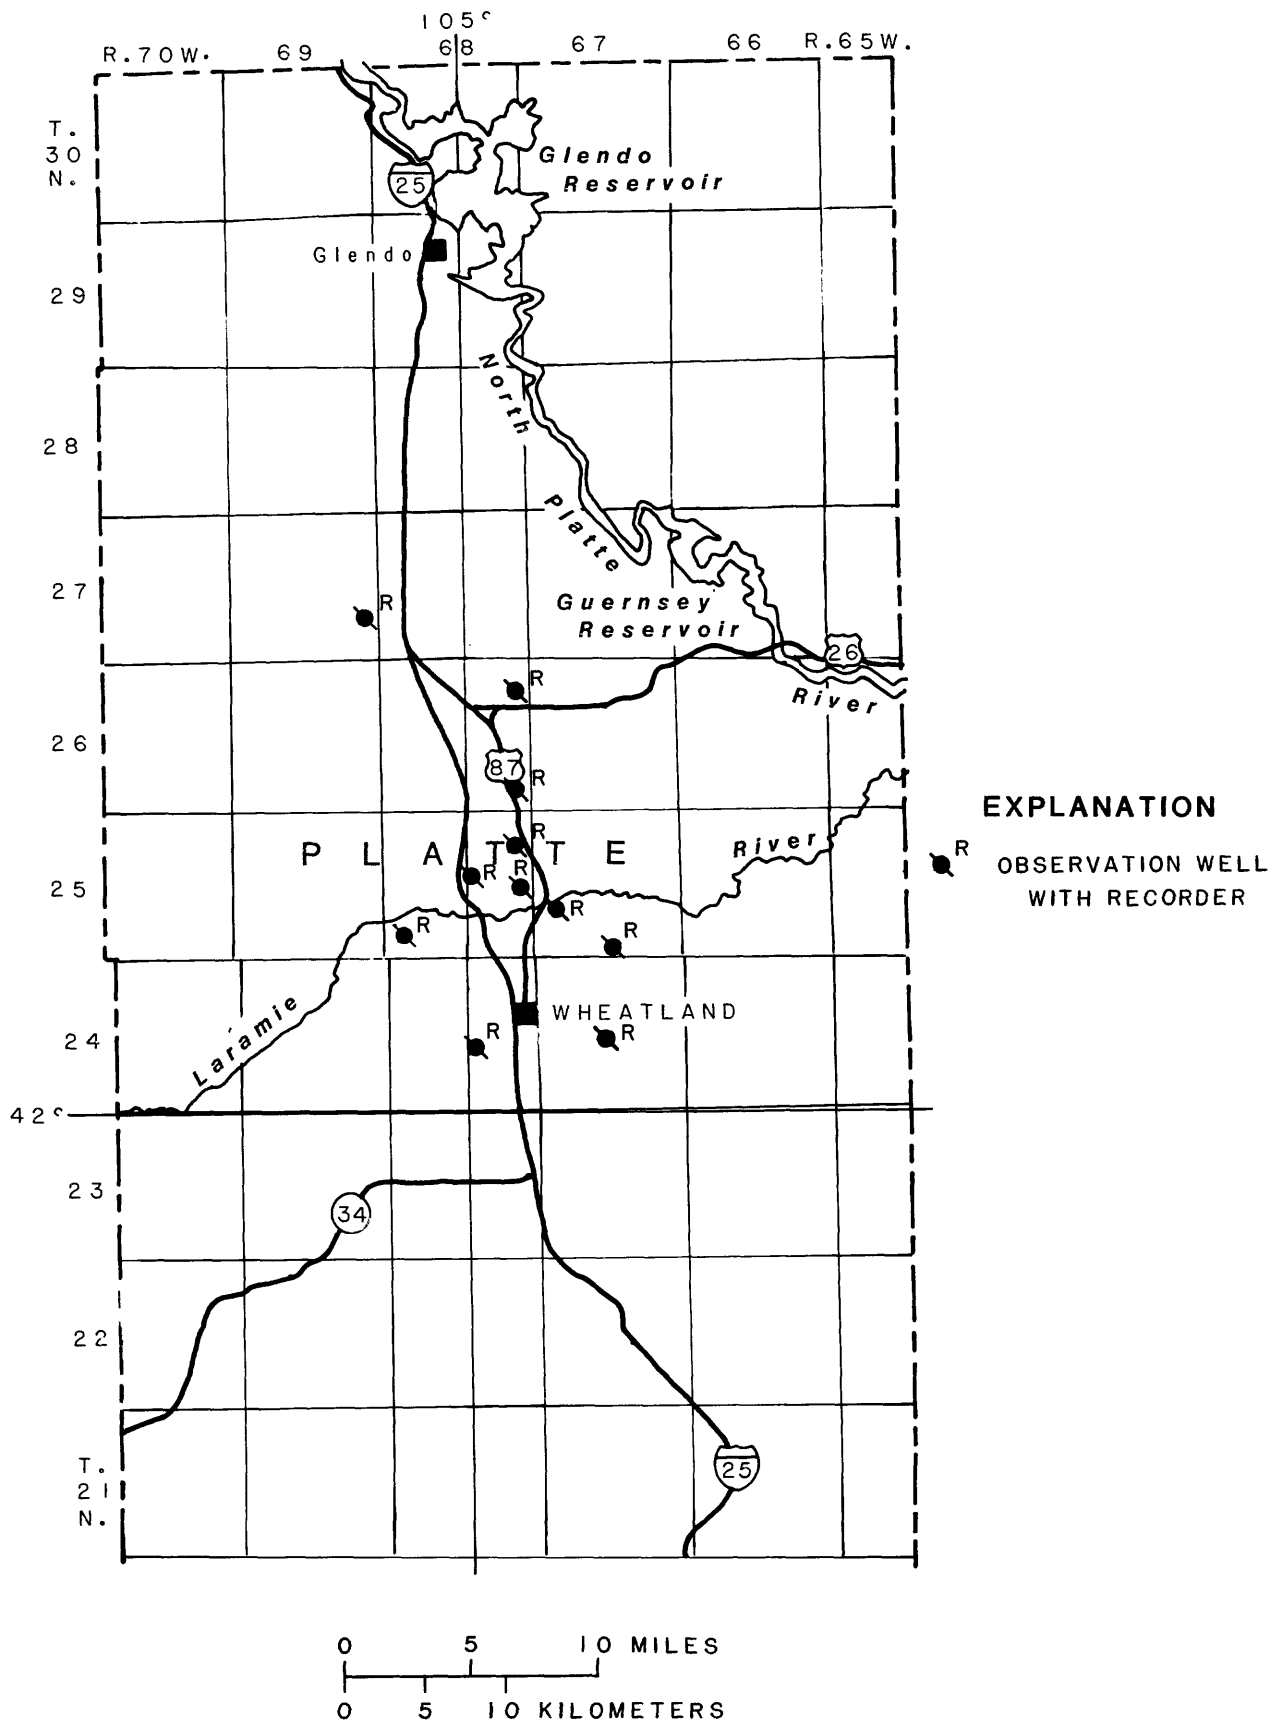 105°
R.70W. 69 68 67 66 R.65W.
T.
30
N.
Glendo
Reservoir
25
Glendo
29
North
28
Platte
27
R
Guernsey
Reservoir
26
R
River
26
87
R
R
PLATTE
River
25
R
R
R
R
R
EXPLANATION
R
OBSERVATION WELL
WITH RECORDER
WHEATLAND
Laramie
24
R
R
42°
23
34
22
T.
21
N.
25
0 5 10 MILES
0 5 10 KILOMETERS